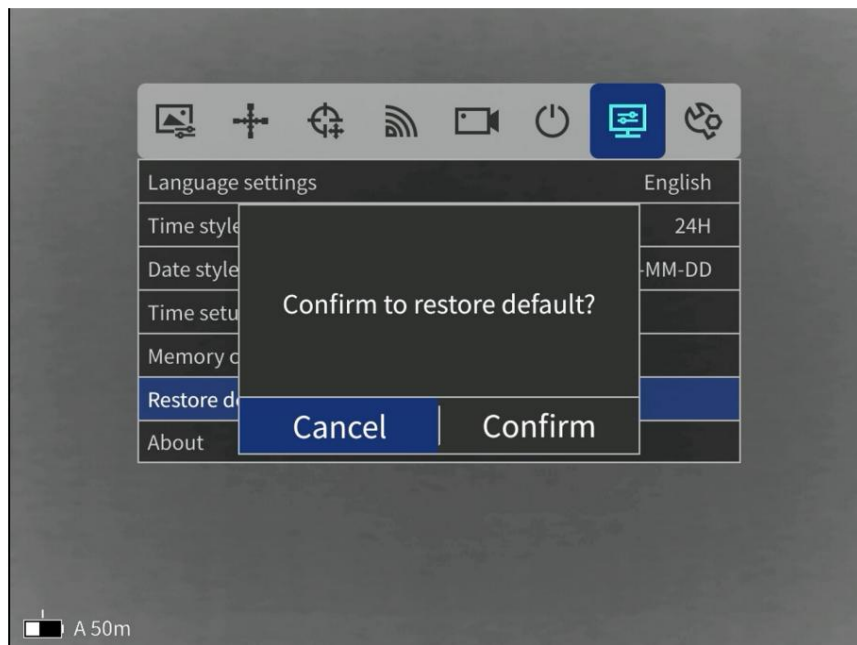 Language settings English
Time style 24H
Date style -MM-DD
Time setu
Confirm to restore default?
Memory c
Restore d
Cancel Confirm
About
A 50m